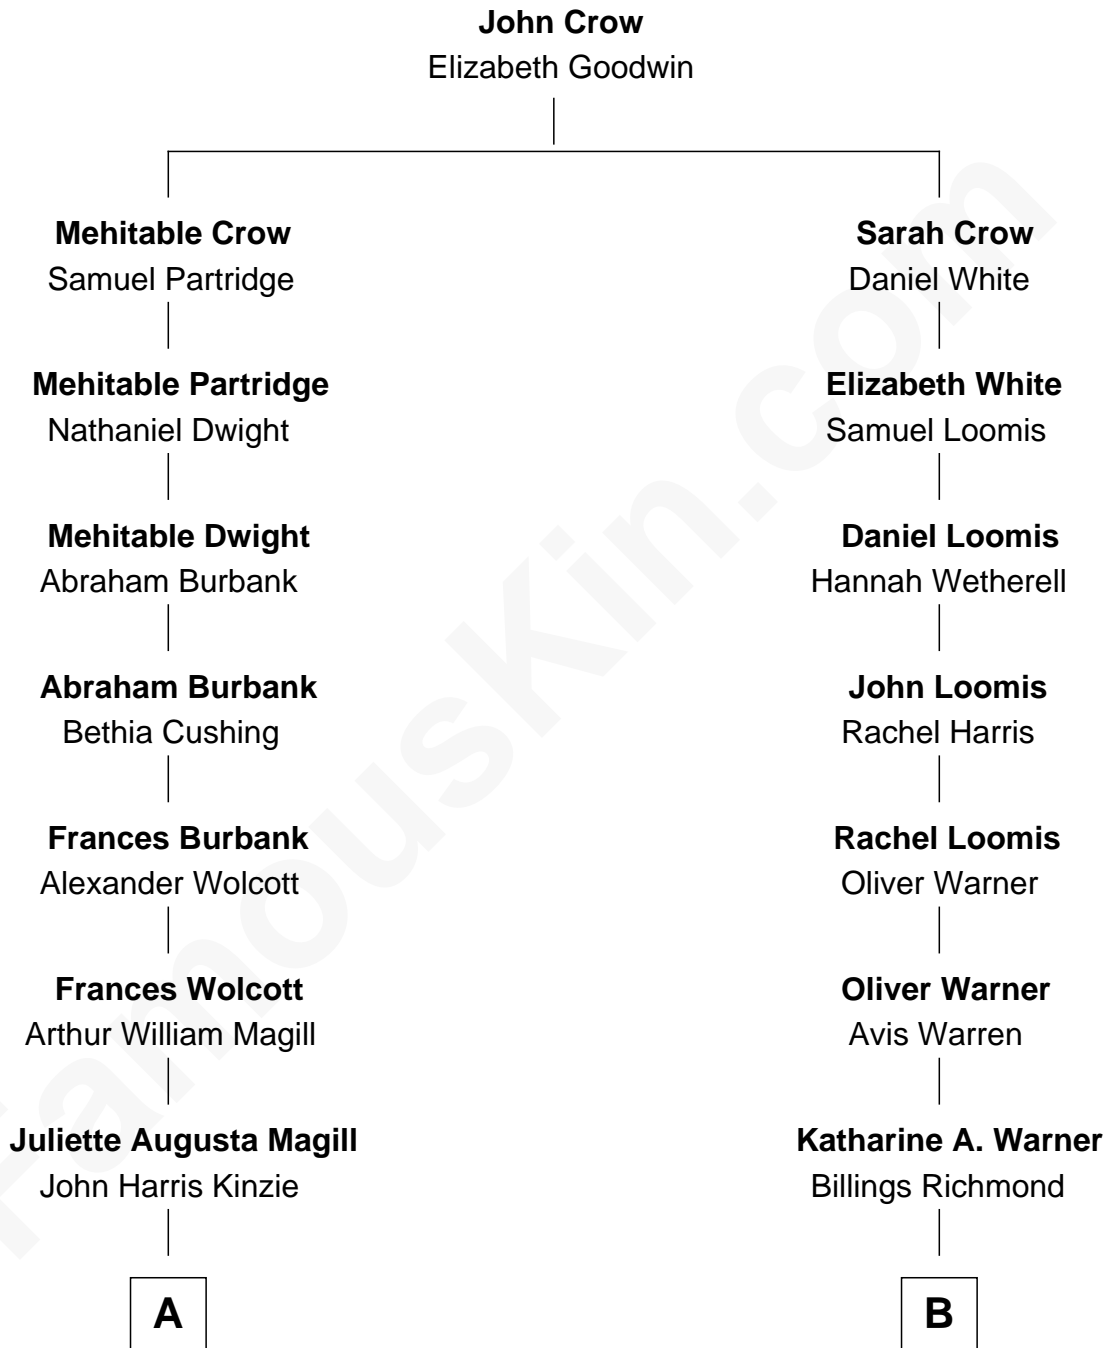 John Crow
Elizabeth Goodwin
Mehitable Crow
Samuel Partridge
Sarah Crow
Daniel White
Mehitable Partridge
Nathaniel Dwight
Elizabeth White
Samuel Loomis
Mehitable Dwight
Abraham Burbank
Daniel Loomis
Hannah Wetherell
Abraham Burbank
Bethia Cushing
John Loomis
Rachel Harris
Frances Burbank
Alexander Wolcott
Rachel Loomis
Oliver Warner
Frances Wolcott
Arthur William Magill
Oliver Warner
Avis Warren
Juliette Augusta Magill
John Harris Kinzie
Katharine A. Warner
Billings Richmond
A
B
FamousKin.com